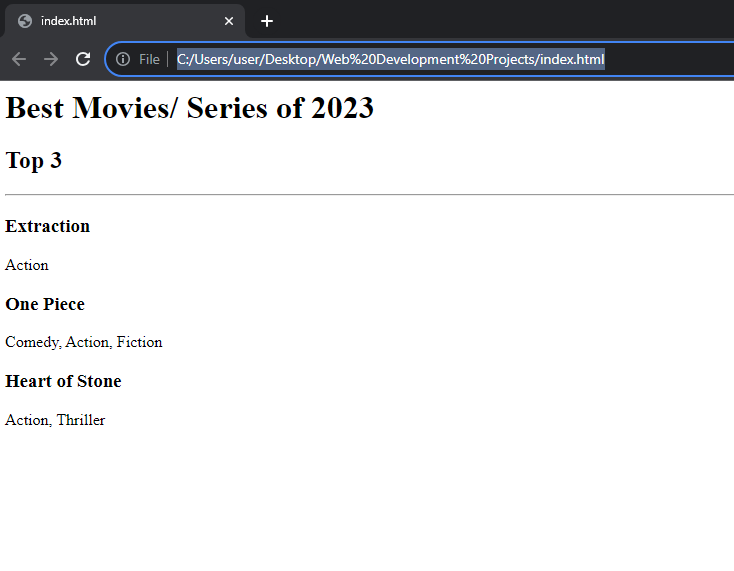 index.html
File
C:/Users/user/Desktop/Web%20Development%20Projects/index.html
Best Movies/ Series of 2023
Top 3
Extraction
Action
One Piece
Comedy, Action, Fiction
Heart of Stone
Action, Thriller